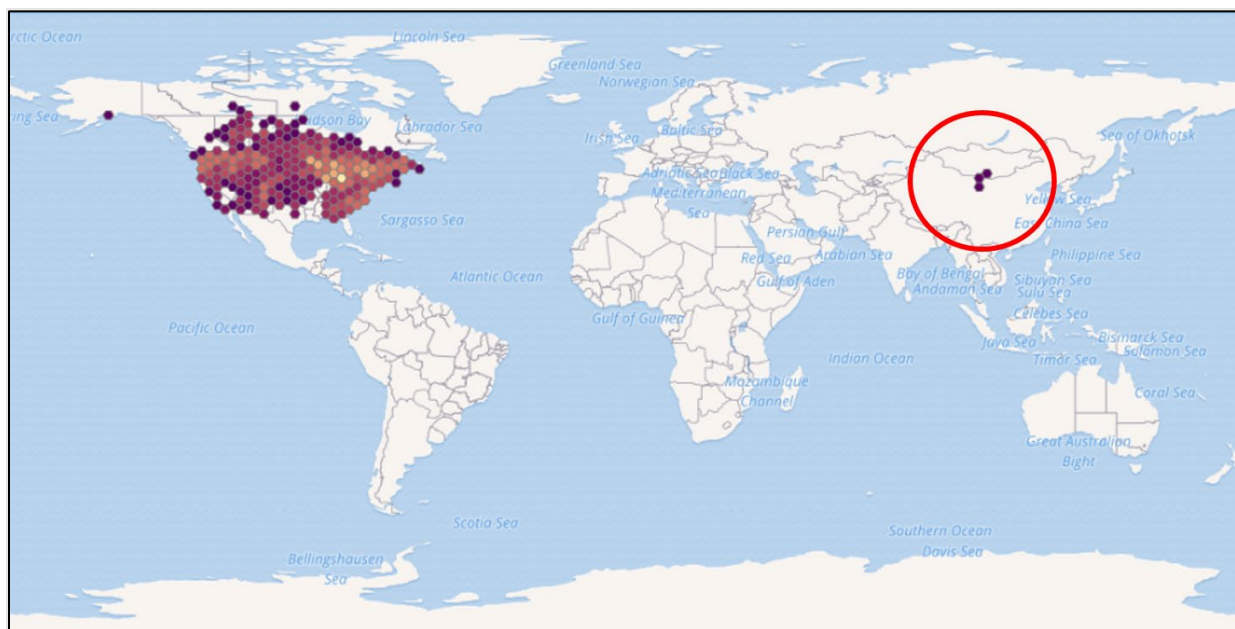 rctic Ocean
Lincoln Sea
Greenland Sea
Norwegian Sea
ing Sea
udson Bay
Labrador Sea
Irish Sea
Baltic Sea
Sea of Okhotsk
Adriatic Sea
Black Sea
Mediterranean
Sea
Yellow Sea
East China Sea
Sargasso Sea
Persian Gulf
Red Sea
Arabian Sea
Philippine Sea
Atlantic Ocean
Gulf of Aden
Bay of Bengal
Andaman Sea
Sibuyan Sea
Sulu Sea
Gulf of Guinea
Celebes Sea
Pacific Ocean
Bismarck Sea
Solomon Sea
Java Sea
Timor Sea
Indian Ocean
Mozambique
Channel
Coral Sea
Great Australian
Bight
Scotia Sea
Southern Ocean
Davis Sea
Bellingshausen
Sea